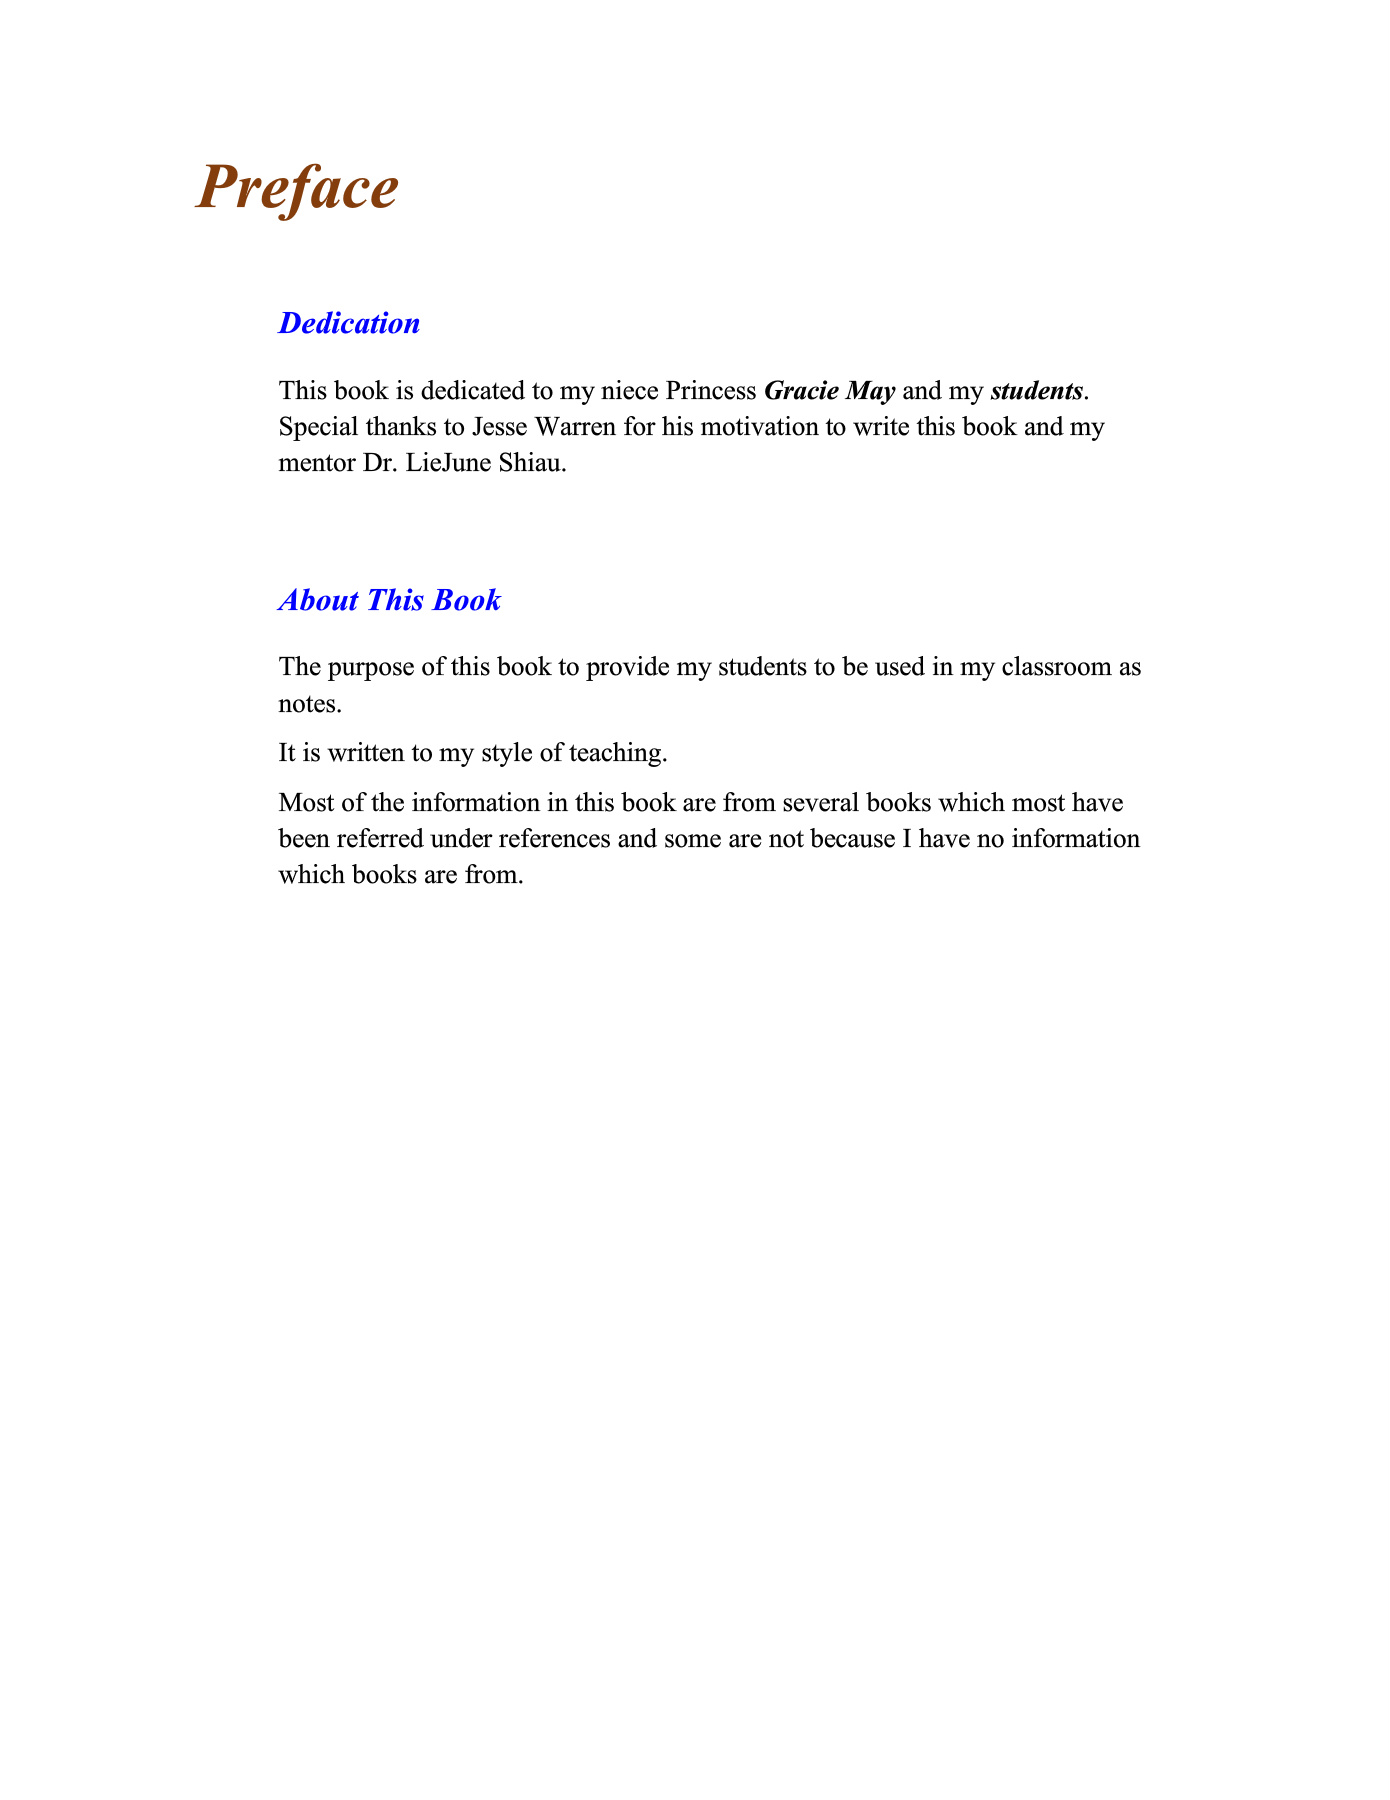 Preface
Dedication
This book is dedicated to my niece Princess Gracie May and my students.
Special thanks to Jesse Warren for his motivation to write this book and my
mentor Dr. LieJune Shiau.
About This Book
The purpose of this book to provide my students to be used in my classroom as
notes.
It is written to my style of teaching.
Most of the information in this book are from several books which most have
been referred under references and some are not because I have no information
which books are from.